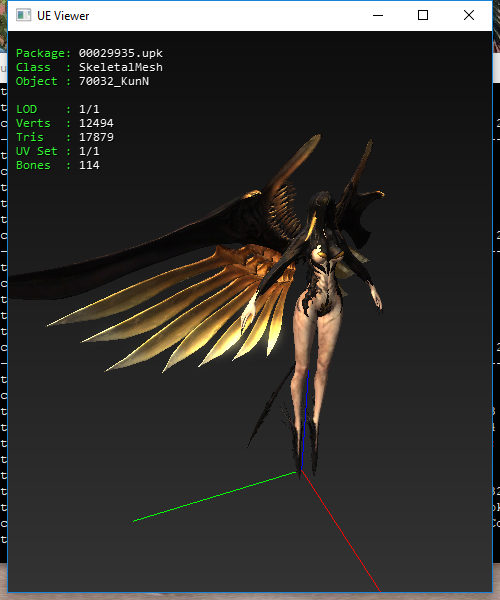 UE Viewer
Package: 00029935.upk
Class  : SkeletalMesh
Object : 70032_KunN
LOD    : 1/1
Verts  : 12494
Tris   : 17879
UV Set : 1/1
Bones  : 114